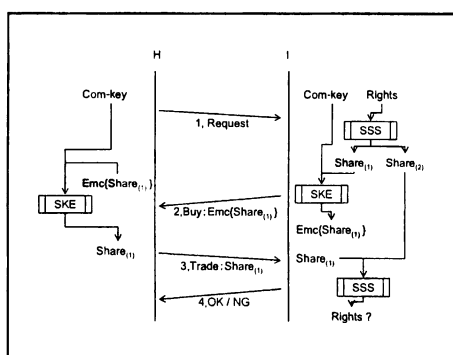 H I
Com-key Com-key Rights
1, Request
SSS
Share(1) Share(2)
Emc{Share(1)}
SKE SKE
2,Buy:Emc{Share(1)}
Emc{Share(1)}
Share(1) Share(1)
3,Trade:Share(1)
SSS
4,OK / NG
Rights ?